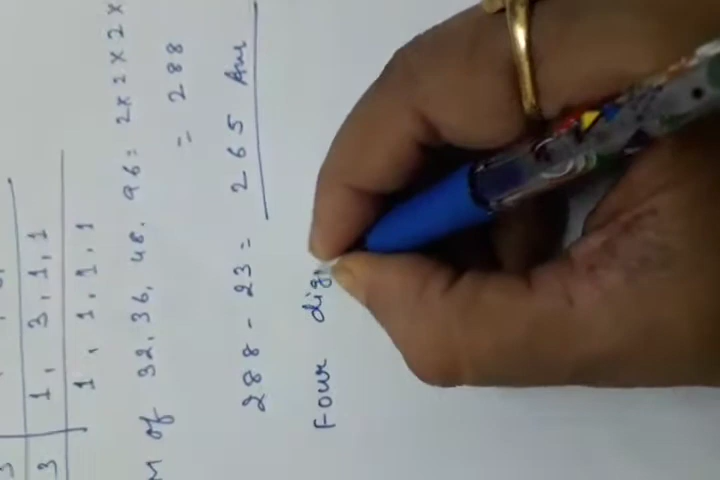 3 | 1, 3, 1, 1
1, 1, 1, 1
M of 32, 36, 48, 96 = 2 x 2 x 2 x
= 288
288 - 23 = 265 Ans
Four dig